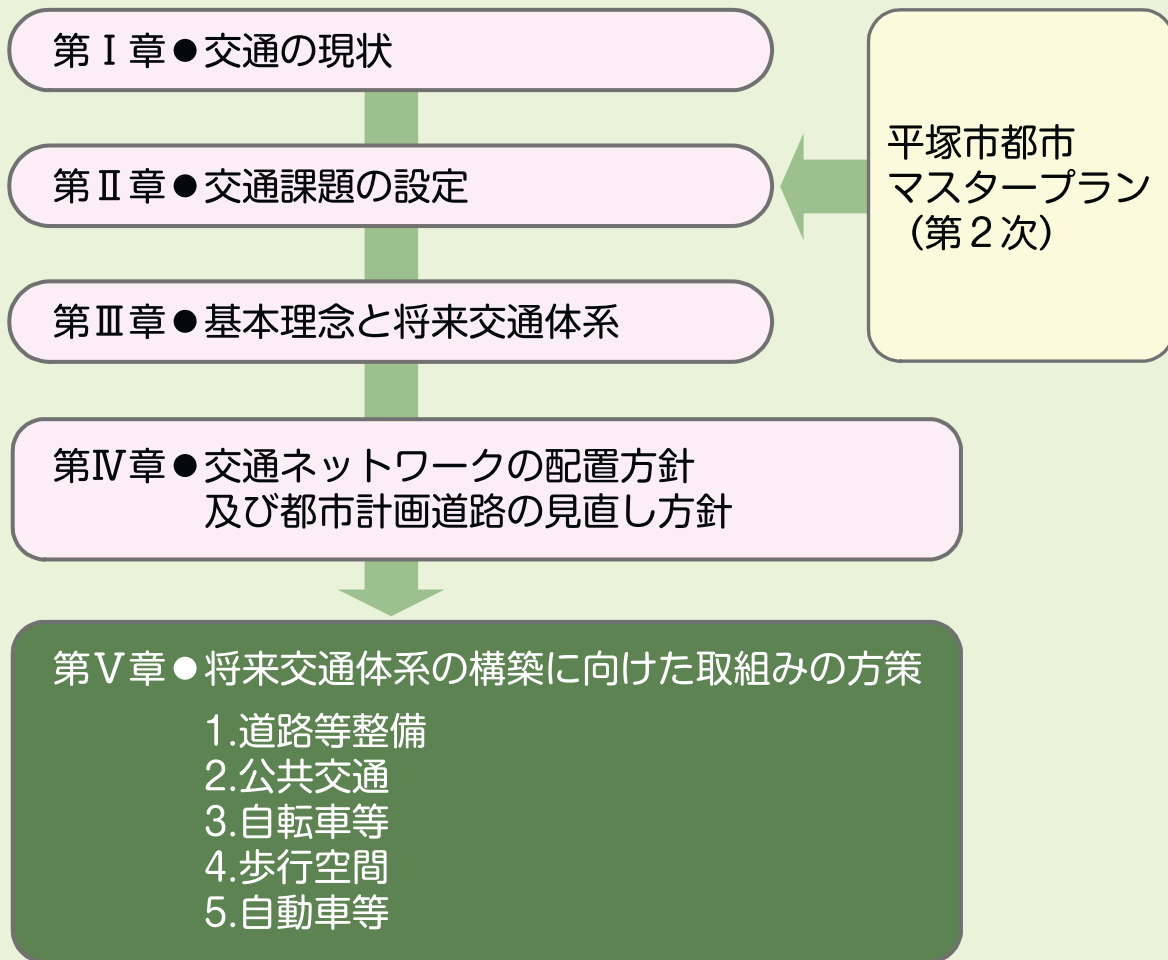 第Ⅰ章●交通の現状
第Ⅱ章●交通課題の設定
平塚市都市
マスタープラン
（第２次）
第Ⅲ章●基本理念と将来交通体系
第Ⅳ章●交通ネットワークの配置方針
及び都市計画道路の見直し方針
第Ⅴ章●将来交通体系の構築に向けた取組みの方策
1.道路等整備
2.公共交通
3.自転車等
4.歩行空間
5.自動車等